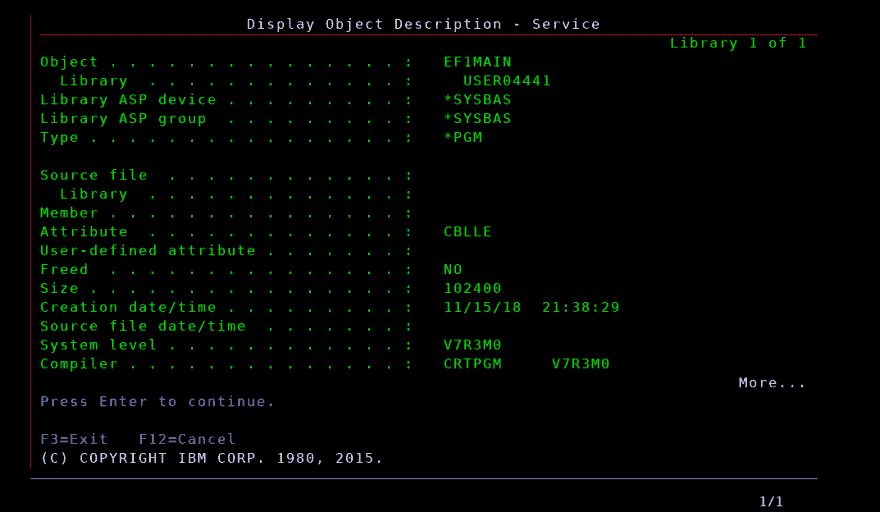 Display Object Description - Service
Library 1 of 1
Object . . . . . . . . . . . . . . . : EF1MAIN
Library . . . . . . . . . . . . . : USER04441
Library ASP device . . . . . . . . . : *SYSBAS
Library ASP group . . . . . . . . . : *SYSBAS
Type . . . . . . . . . . . . . . . . : *PGM
Source file . . . . . . . . . . . . :
Library . . . . . . . . . . . . . :
Member . . . . . . . . . . . . . . . :
Attribute . . . . . . . . . . . . . : CBLLE
User-defined attribute . . . . . . . :
Freed . . . . . . . . . . . . . . . : NO
Size . . . . . . . . . . . . . . . . : 102400
Creation date/time . . . . . . . . . : 11/15/18 21:38:29
Source file date/time . . . . . . . :
System level . . . . . . . . . . . . : V7R3M0
Compiler . . . . . . . . . . . . . . : CRTPGM V7R3M0
More...
Press Enter to continue.
F3=Exit F12=Cancel
(C) COPYRIGHT IBM CORP. 1980, 2015.
1/1